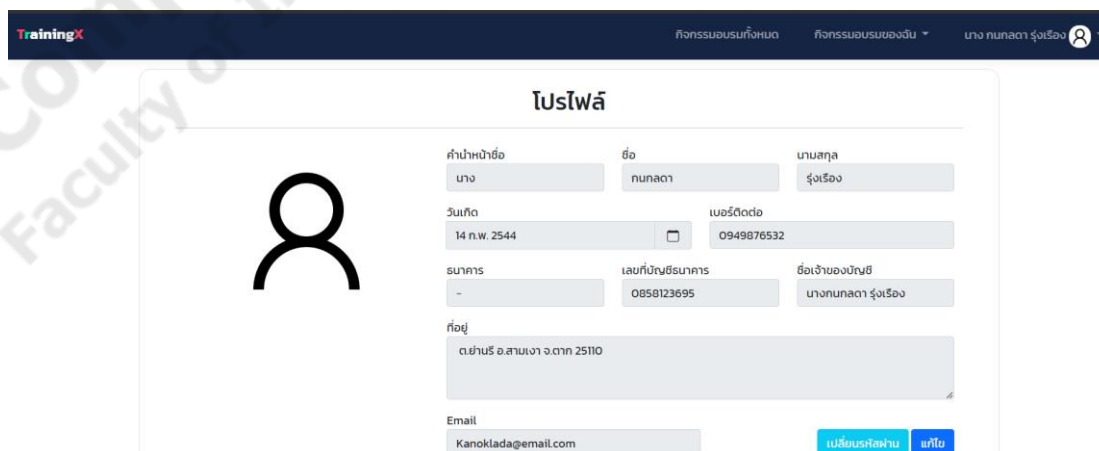 TrainingX กิจกรรมอบรมทั้งหมด กิจกรรมอบรมของฉัน นาง กนกลดา รุ่งเรือง
โปรไฟล์
คำนำหน้าชื่อ ชื่อ นามสกุล
นาง กนกลดา รุ่งเรือง
วันเกิด เบอร์ติดต่อ
14 ก.พ. 2544 0949876532
ธนาคาร เลขที่บัญชีธนาคาร ชื่อเจ้าของบัญชี
- 0858123695 นางกนกลดา รุ่งเรือง
ที่อยู่
ต.ย่านรี อ.สามเงา จ.ตาก 25110
Email
Kanoklada@email.com เปลี่ยนรหัสผ่าน แก้ไข
Faculty of